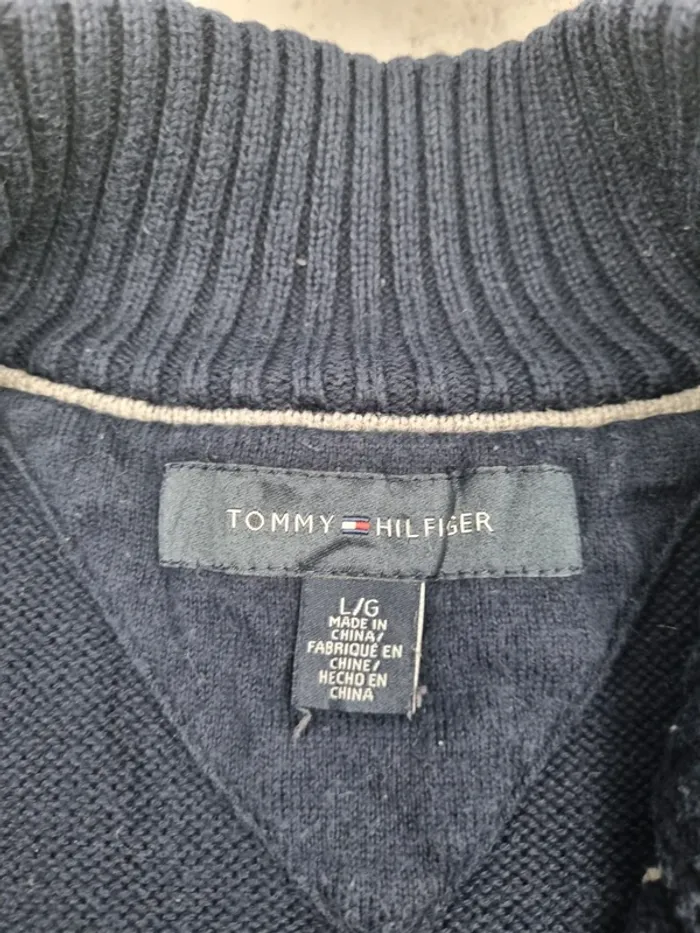 TOMMY HILFIGER
L/G
MADE IN
CHINA/
FABRIQUÉ EN
CHINE/
HECHO EN
CHINA